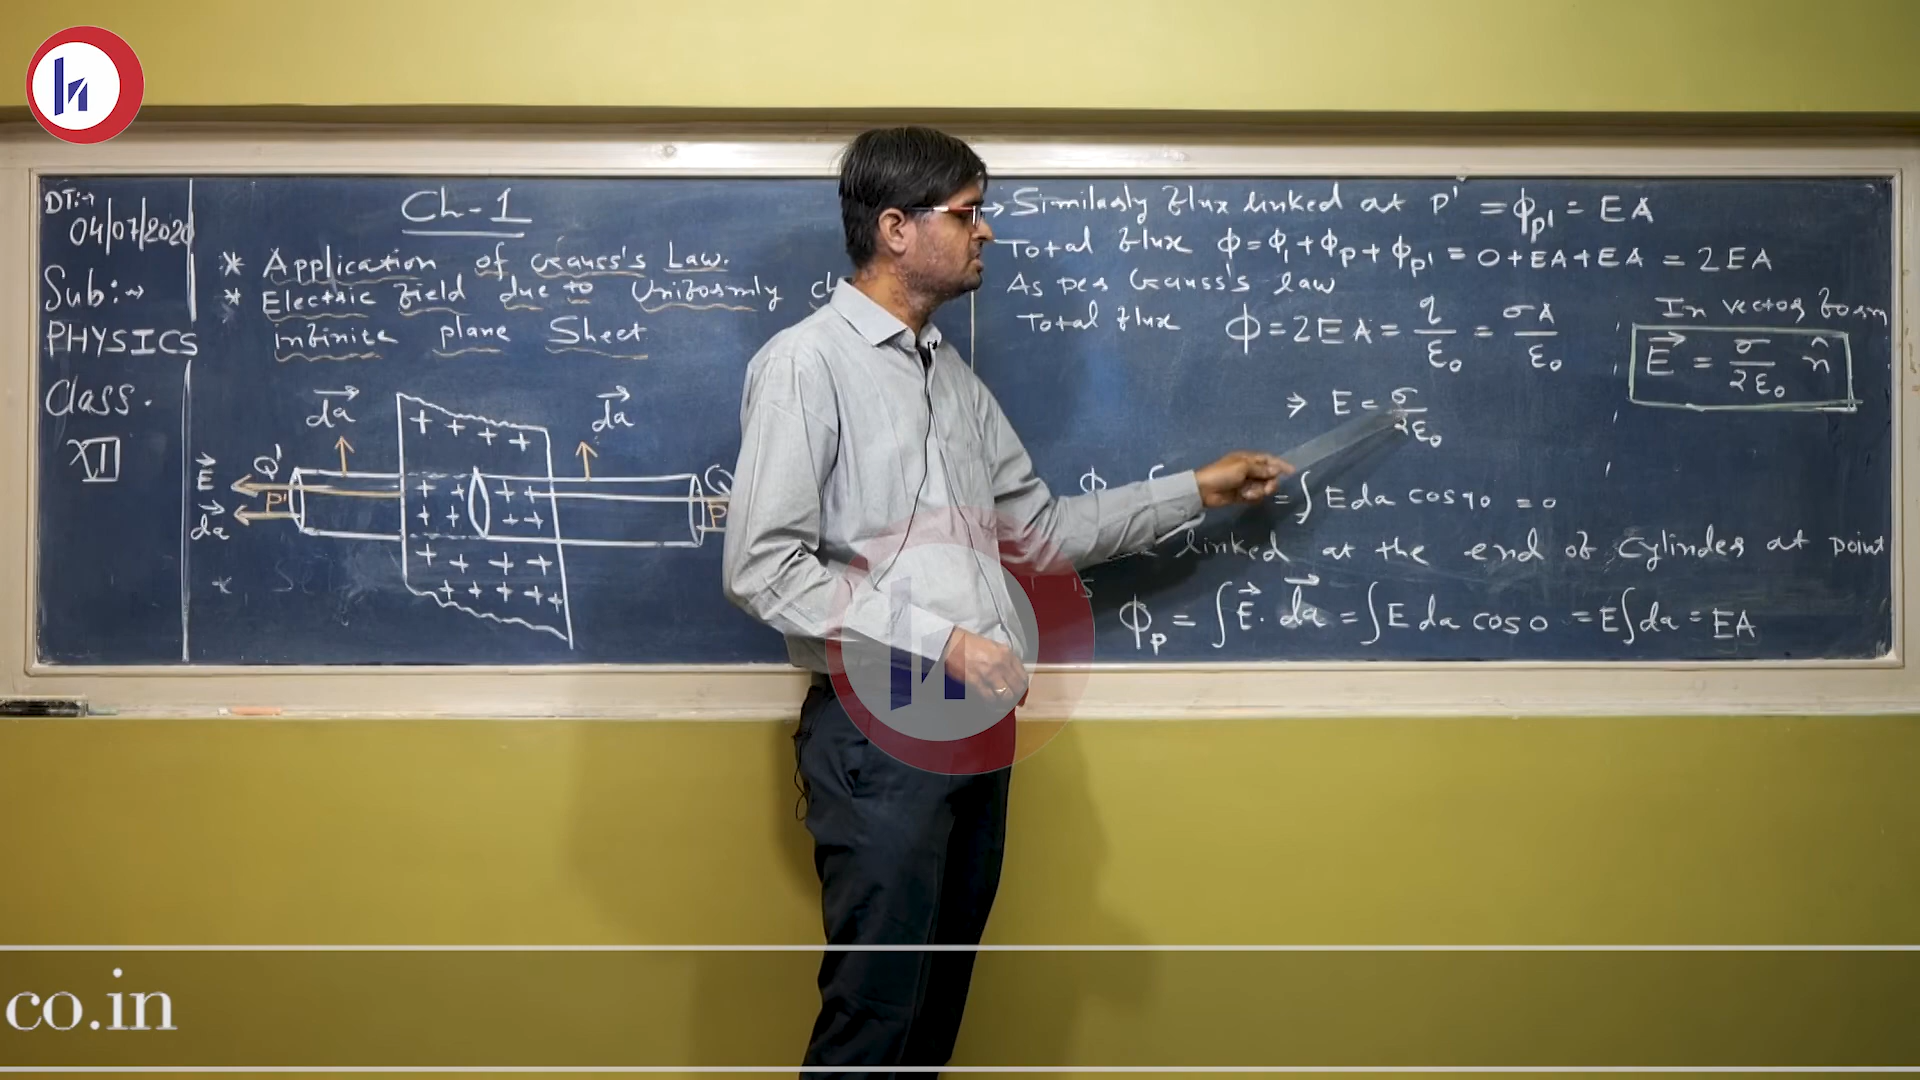 DT:→
04/07/2020
Sub:→
PHYSICS
Class.
XII
Ch-1
* Application of Gauss's Law.
* Electric field due to Uniformly
infinite plane Sheet
da
da
E
Q'
P'
da
Q
P
→ Similarly flux linked at P' = ϕP' = EA
Total flux ϕ = ϕ1 + ϕP + ϕP' = 0 + EA + EA = 2EA
As per Gauss's law
Total flux ϕ = 2EA = q/ε0 = σA/ε0
In vector form
E = σ/2ε0 n̂
⇒ E = σ/2ε0
= ∫ E da cos 90 = 0
linked at the end of cylinder at point
is
ϕP = ∫ E · da = ∫ E da cos 0 = E∫da = EA
co.in